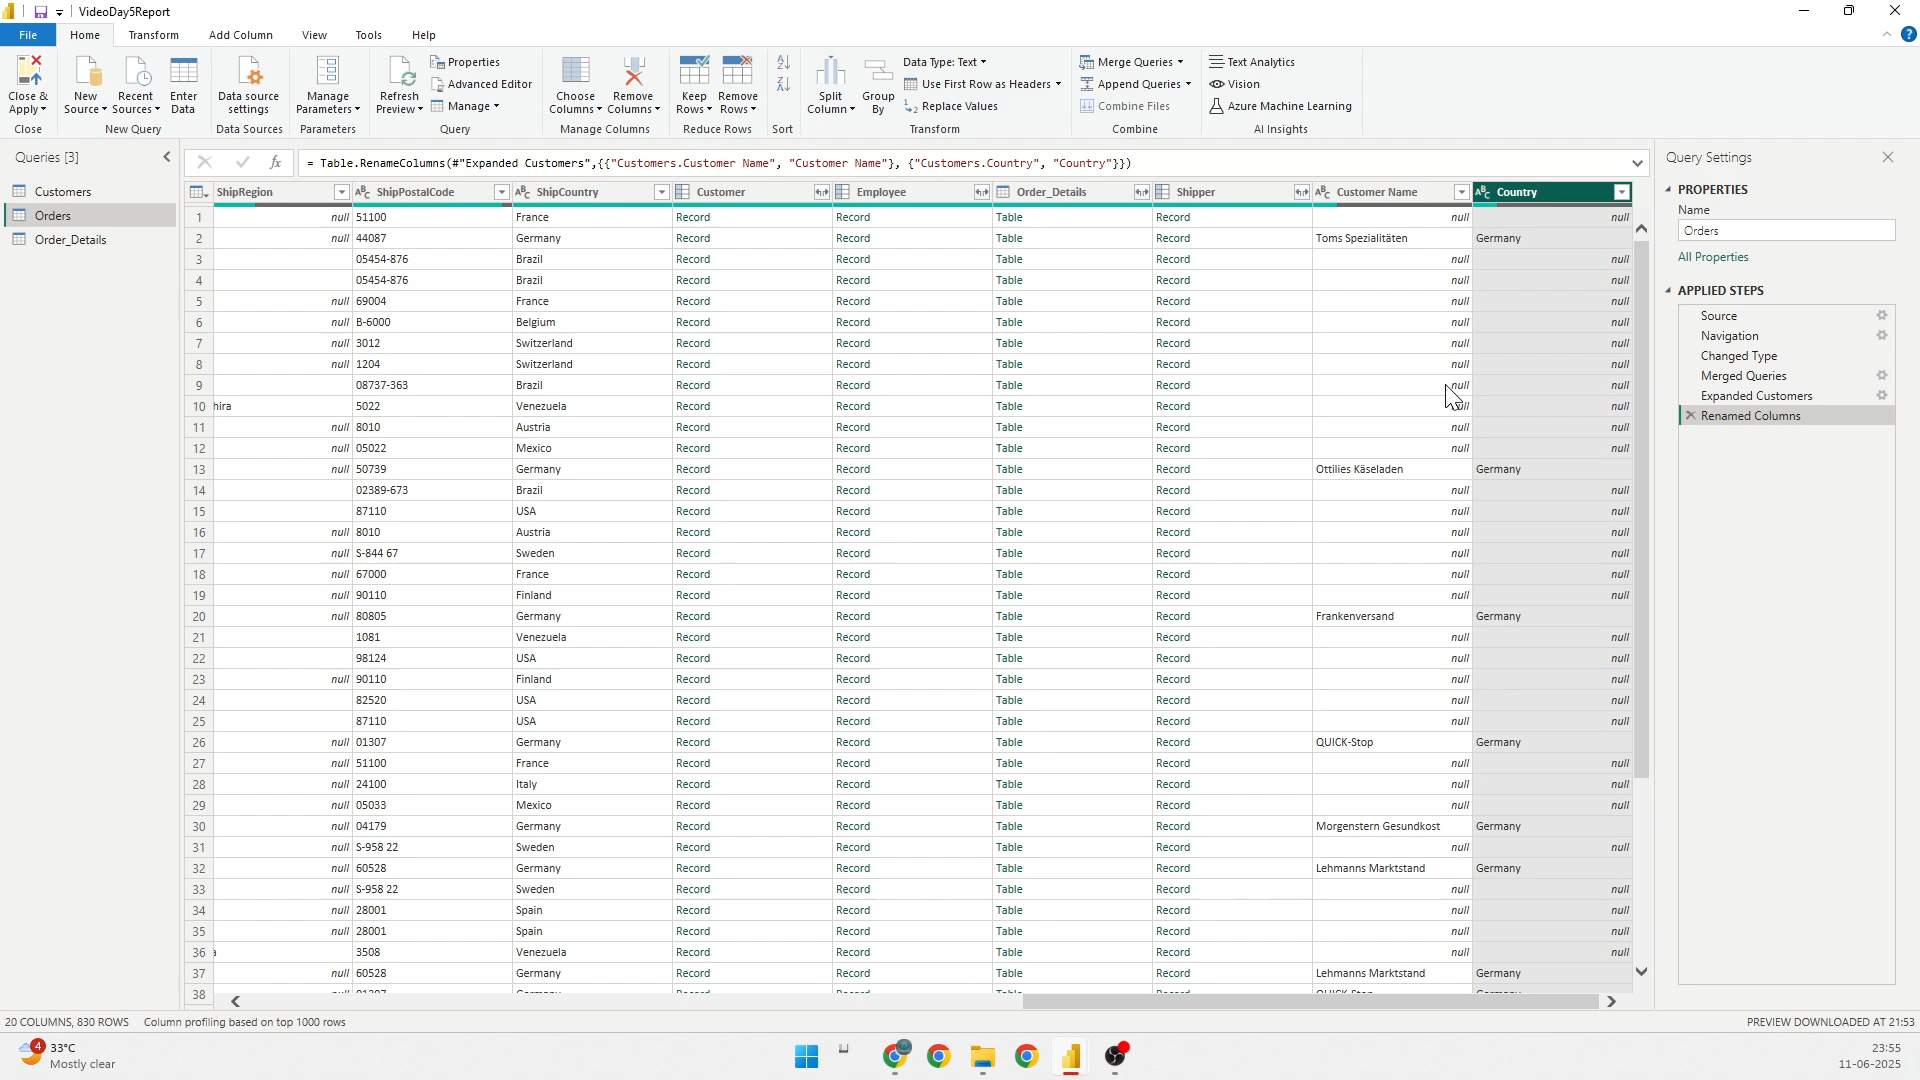 VideoDay5Report
File Home Transform Add Column View Tools Help
Close & Apply
Close
New Source
Recent Sources
Enter Data
New Query
Data source settings
Data Sources
Manage Parameters
Parameters
Refresh Preview
Properties
Advanced Editor
Manage
Query
Choose Columns
Remove Columns
Manage Columns
Keep Rows
Remove Rows
Reduce Rows
Sort
Split Column
Group By
Data Type: Text
Use First Row as Headers
Replace Values
Transform
Merge Queries
Append Queries
Combine Files
Combine
Text Analytics
Vision
Azure Machine Learning
AI Insights
Queries [3]
Customers
Orders
Order_Details
= Table.RenameColumns(#"Expanded Customers",{{"Customers.Customer Name", "Customer Name"}, {"Customers.Country", "Country"}})
ShipRegion ShipPostalCode ShipCountry Customer Employee Order_Details Shipper Customer Name Country
1 null 51100 France Record Record Table Record null null
2 null 44087 Germany Record Record Table Record Toms Spezialitäten Germany
3 05454-876 Brazil Record Record Table Record null null
4 05454-876 Brazil Record Record Table Record null null
5 null 69004 France Record Record Table Record null null
6 null B-6000 Belgium Record Record Table Record null null
7 null 3012 Switzerland Record Record Table Record null null
8 null 1204 Switzerland Record Record Table Record null null
9 08737-363 Brazil Record Record Table Record null null
10 hira 5022 Venezuela Record Record Table Record null null
11 null 8010 Austria Record Record Table Record null null
12 null 05022 Mexico Record Record Table Record null null
13 null 50739 Germany Record Record Table Record Ottilies Käseladen Germany
14 02389-673 Brazil Record Record Table Record null null
15 87110 USA Record Record Table Record null null
16 null 8010 Austria Record Record Table Record null null
17 null S-844 67 Sweden Record Record Table Record null null
18 null 67000 France Record Record Table Record null null
19 null 90110 Finland Record Record Table Record null null
20 null 80805 Germany Record Record Table Record Frankenversand Germany
21 1081 Venezuela Record Record Table Record null null
22 98124 USA Record Record Table Record null null
23 null 90110 Finland Record Record Table Record null null
24 82520 USA Record Record Table Record null null
25 87110 USA Record Record Table Record null null
26 null 01307 Germany Record Record Table Record QUICK-Stop Germany
27 null 51100 France Record Record Table Record null null
28 null 24100 Italy Record Record Table Record null null
29 null 05033 Mexico Record Record Table Record null null
30 null 04179 Germany Record Record Table Record Morgenstern Gesundkost Germany
31 null S-958 22 Sweden Record Record Table Record null null
32 null 60528 Germany Record Record Table Record Lehmanns Marktstand Germany
33 null S-958 22 Sweden Record Record Table Record null null
34 null 28001 Spain Record Record Table Record null null
35 null 28001 Spain Record Record Table Record null null
36 3508 Venezuela Record Record Table Record null null
37 null 60528 Germany Record Record Table Record Lehmanns Marktstand Germany
38
Query Settings
PROPERTIES
Name
Orders
All Properties
APPLIED STEPS
Source
Navigation
Changed Type
Merged Queries
Expanded Customers
Renamed Columns
20 COLUMNS, 830 ROWS Column profiling based on top 1000 rows
PREVIEW DOWNLOADED AT 21:53
4
33°C
Mostly clear
23:55
11-06-2025